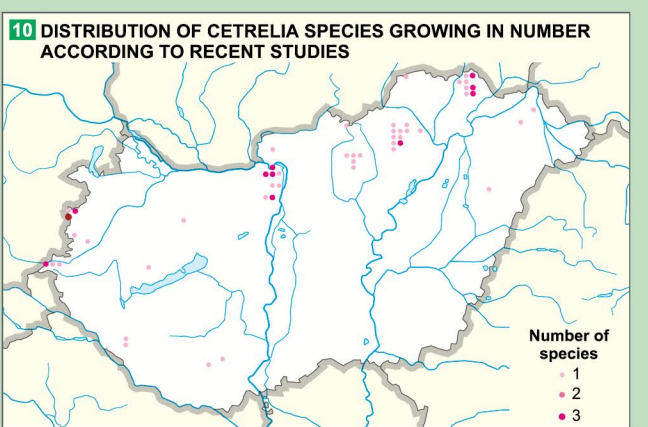 10 DISTRIBUTION OF CETRELIA SPECIES GROWING IN NUMBER
ACCORDING TO RECENT STUDIES
Number of
species
1
2
3